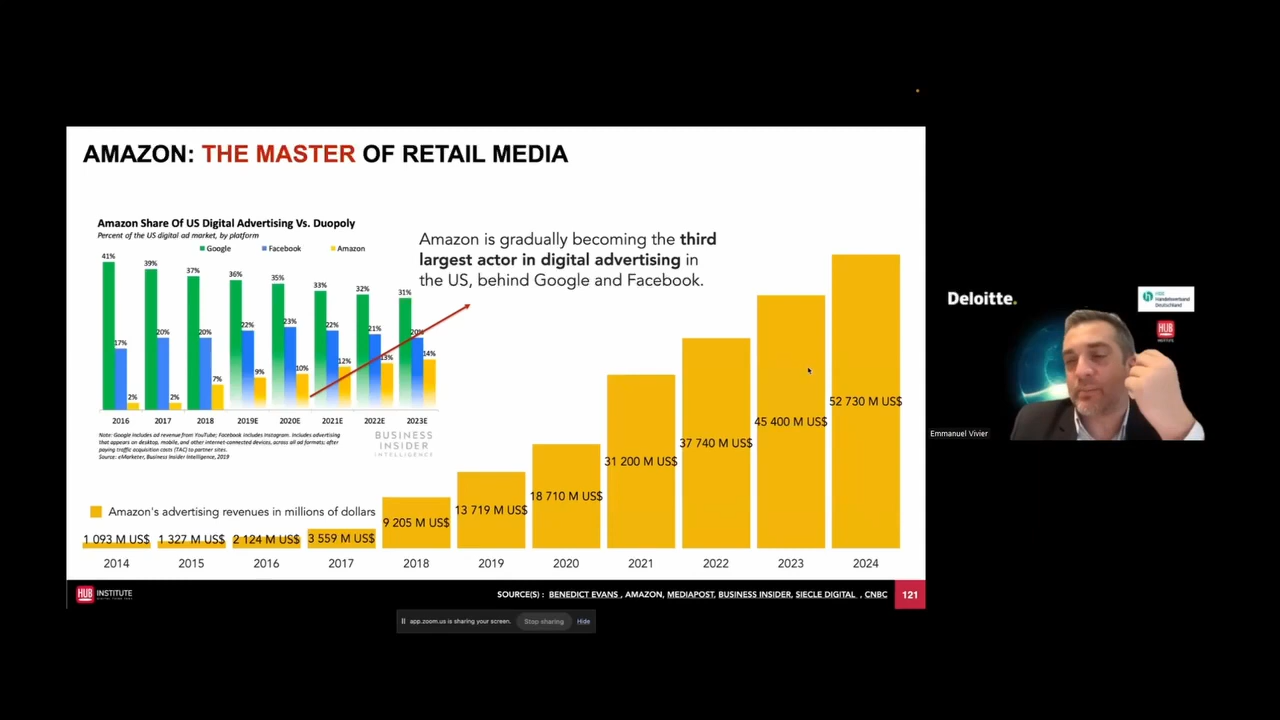 AMAZON: THE MASTER OF RETAIL MEDIA
Amazon Share Of US Digital Advertising Vs. Duopoly
Percent of the US digital ad market, by platform
Google Facebook Amazon
41% 39% 37% 36% 35% 33% 32% 31%
17% 20% 20% 22% 23% 22% 21% 20%
2% 2% 7% 9% 10% 12% 13% 14%
2016 2017 2018 2019E 2020E 2021E 2022E 2023E
Note: Google includes ad revenue from YouTube; Facebook includes Instagram. Includes advertising
that appears on desktop, mobile, and other internet-connected devices, across all ad formats; after
paying traffic acquisition costs (TAC) to partner sites.
Source: eMarketer, Business Insider Intelligence, 2019
BUSINESS
INSIDER
INTELLIGENCE
Amazon is gradually becoming the third
largest actor in digital advertising in
the US, behind Google and Facebook.
Amazon's advertising revenues in millions of dollars
1 093 M US$ 1 327 M US$ 2 124 M US$ 3 559 M US$ 9 205 M US$ 13 719 M US$ 18 710 M US$ 31 200 M US$ 37 740 M US$ 45 400 M US$ 52 730 M US$
2014 2015 2016 2017 2018 2019 2020 2021 2022 2023 2024
HUB INSTITUTE
SOURCE(S) : BENEDICT EVANS , AMAZON, MEDIAPOST, BUSINESS INSIDER, SIECLE DIGITAL , CNBC
121
app.zoom.us is sharing your screen. Stop sharing Hide
Deloitte.
Handelsverband
Deutschland
HUB
INSTITUTE
Emmanuel Vivier